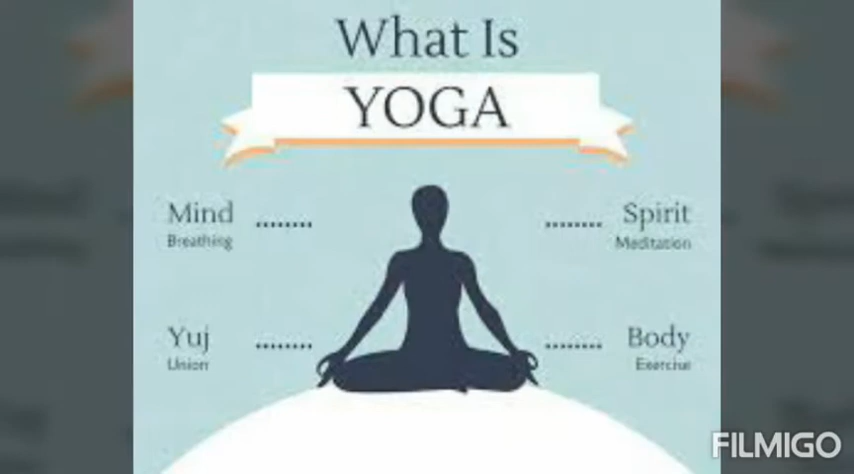 What Is
YOGA
Mind
Breathing
Spirit
Meditation
Yuj
Union
Body
Exercise
FILMIGO